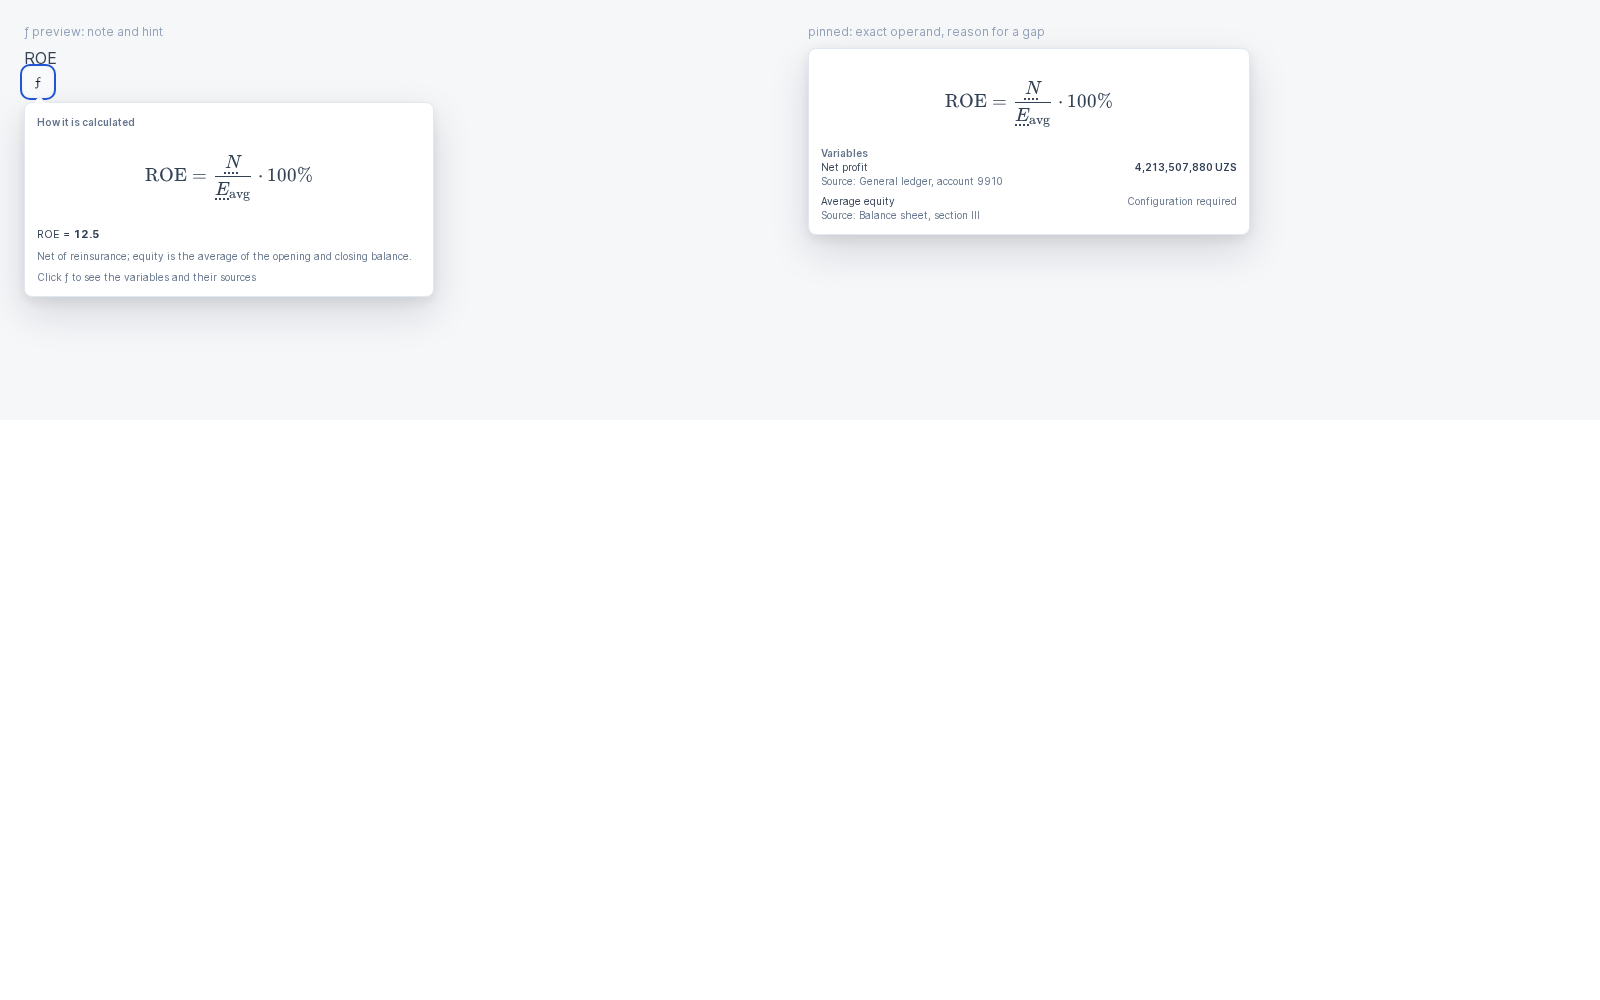 ƒ preview: note and hint
ROE
ƒ
How it is calculated
ROE = N / E_avg · 100%
ROE = 12.5
Net of reinsurance; equity is the average of the opening and closing balance.
Click ƒ to see the variables and their sources
pinned: exact operand, reason for a gap
ROE = N / E_avg · 100%
Variables
Net profit 4,213,507,880 UZS
Source: General ledger, account 9910
Average equity Configuration required
Source: Balance sheet, section III